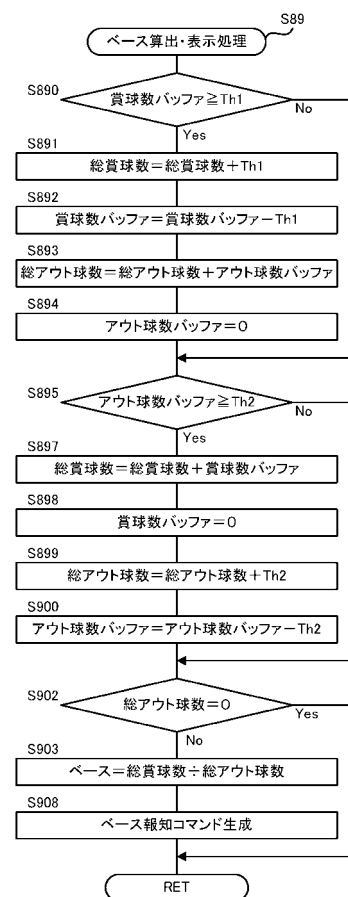 S89
ベース算出・表示処理
S890
賞球数バッファ≧Th1
No
Yes
S891
総賞球数=総賞球数+Th1
S892
賞球数バッファ=賞球数バッファ－Th1
S893
総アウト球数=総アウト球数+アウト球数バッファ
S894
アウト球数バッファ=0
S895
アウト球数バッファ≧Th2
No
Yes
S897
総賞球数=総賞球数+賞球数バッファ
S898
賞球数バッファ=0
S899
総アウト球数=総アウト球数+Th2
S900
アウト球数バッファ=アウト球数バッファ－Th2
S902
総アウト球数=0
Yes
No
S903
ベース=総賞球数÷総アウト球数
S908
ベース報知コマンド生成
RET